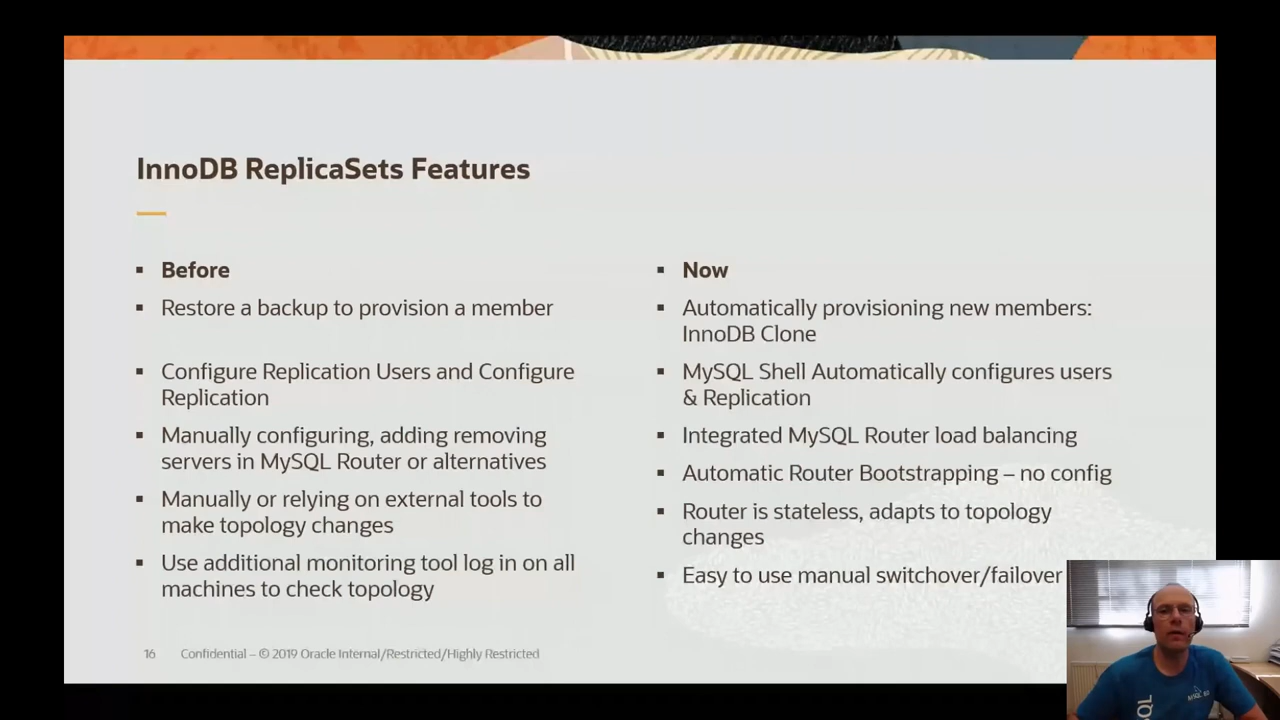 InnoDB ReplicaSets Features
▪ Before
▪ Restore a backup to provision a member
▪ Configure Replication Users and Configure
Replication
▪ Manually configuring, adding removing
servers in MySQL Router or alternatives
▪ Manually or relying on external tools to
make topology changes
▪ Use additional monitoring tool log in on all
machines to check topology
▪ Now
▪ Automatically provisioning new members:
InnoDB Clone
▪ MySQL Shell Automatically configures users
& Replication
▪ Integrated MySQL Router load balancing
▪ Automatic Router Bootstrapping – no config
▪ Router is stateless, adapts to topology
changes
▪ Easy to use manual switchover/failover
16 Confidential – © 2019 Oracle Internal/Restricted/Highly Restricted